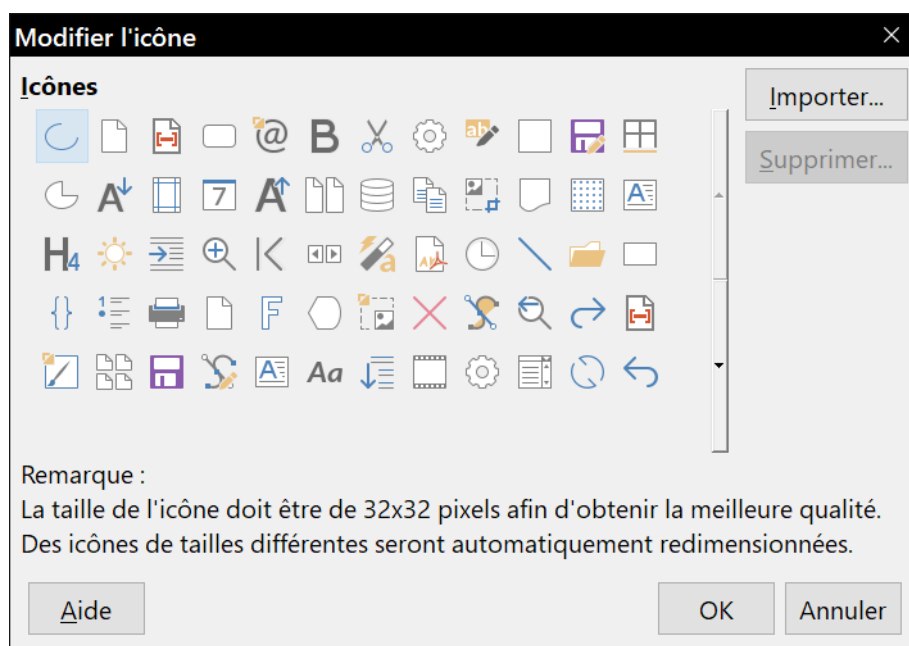 Modifier l'icône
Icônes
Importer...
Supprimer...
Remarque :
La taille de l'icône doit être de 32x32 pixels afin d'obtenir la meilleure qualité.
Des icônes de tailles différentes seront automatiquement redimensionnées.
Aide
OK
Annuler